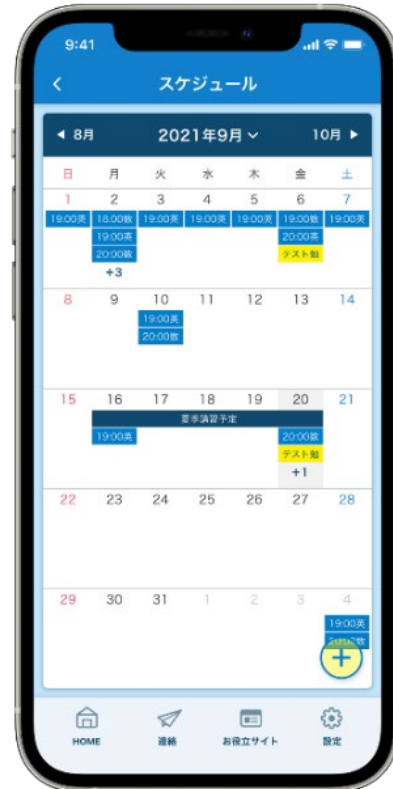 9:41
スケジュール
8月 2021年9月 10月
日 月 火 水 木 金 土
1 2 3 4 5 6 7
19:00英 18:00数 19:00英 19:00英 19:00英 19:00数 19:00英
19:00英 20:00英
20:00数 テスト勉
+3
8 9 10 11 12 13 14
19:00英
20:00数
15 16 17 18 19 20 21
夏季講習予定
19:00英 20:00数
テスト勉
+1
22 23 24 25 26 27 28
29 30 31 1 2 3 4
19:00英
+
HOME 連絡 お役立サイト 設定